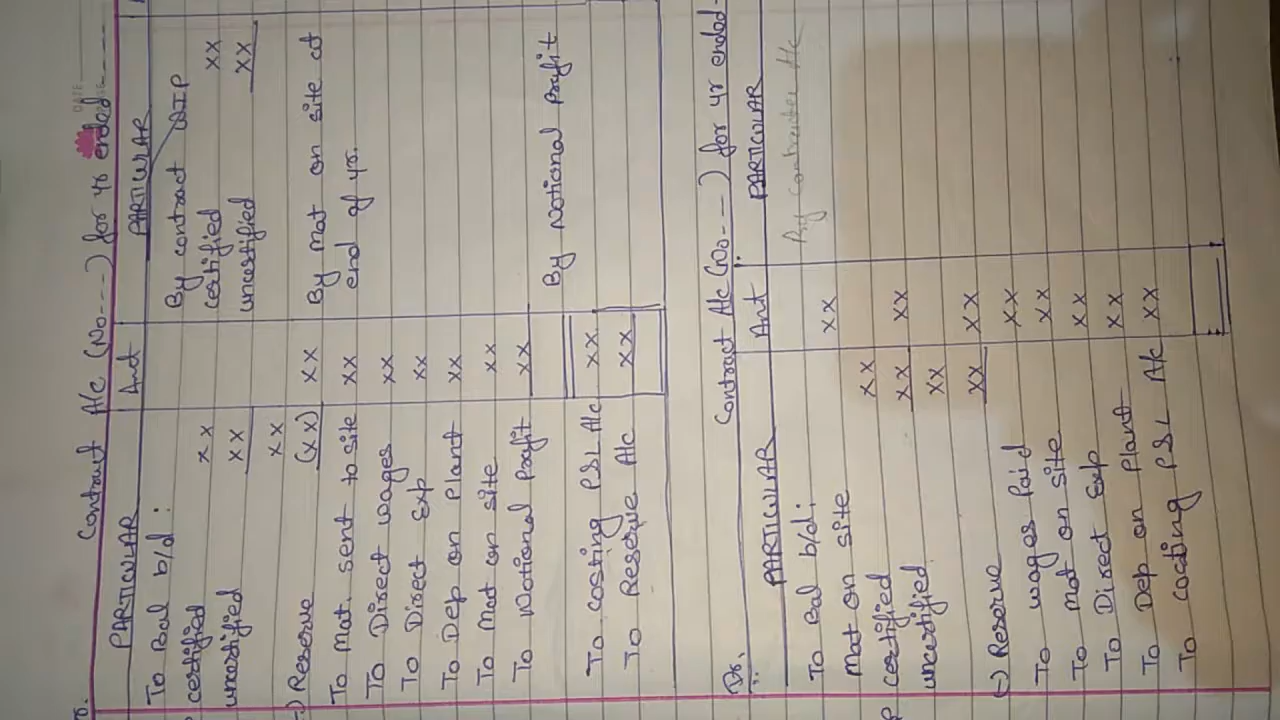 Contract A/c (No---) for yr ended----
PARTICULAR Amt PARTICULAR
To Bal b/d: By contract WIP
certified xx certified xx
uncertified xx uncertified xx
xx
(-) Reserve (xx) xx By mat on site at
To Mat. sent to site xx end of yr.
To Direct wages xx
To Direct Exp xx
To Dep on Plant xx
To Mat on site xx
To Notional Profit xx
By Notional Profit
To costing P&L A/c xx
To Reserve A/c xx
Dr. Contract A/c (No---) for yr ended-
PARTICULAR Amt PARTICULAR
To Bal b/d: xx By contractee A/c
Mat on site xx
certified xx xx
uncertified xx
(-) Reserve xx xx
To wages Paid xx
To Mat on site xx
To Direct Exp xx
To Dep on Plant xx
To costing P&L A/c xx